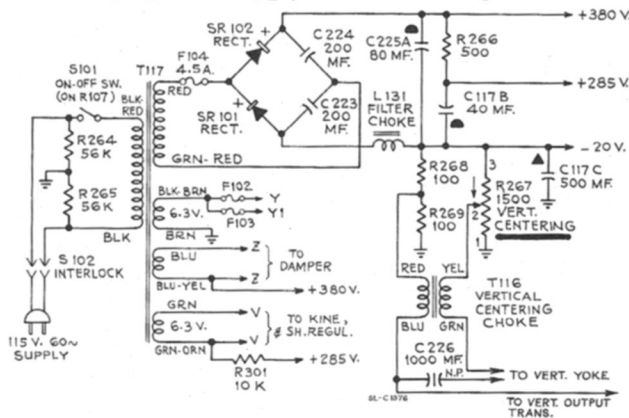 SR 102
RECT.
C224
200
MF.
F104
4.5A.
T117
S101
ON-OFF SW.
(ON R107)
BLK-
RED
RED
SR 101
RECT.
C223
200
MF.
GRN-RED
C225A
80 MF.
R266
500
+380 V.
+285 V.
C117B
40 MF.
L131
FILTER
CHOKE
-20 V.
R264
56K
R265
56K
BLK
S 102
INTERLOCK
115 V. 60~
SUPPLY
BLK-BRN
6.3 V.
BRN
F102
F103
Y
Y1
BLU
BLU-YEL
Z
Z
TO
DAMPER
+380 V.
GRN
6.3 V.
GRN-ORN
V
V
TO KINE,
& SH.REGUL.
R301
10 K
+285 V.
R268
100
R269
100
3
2
1
R267
1500
VERT.
CENTERING
C117C
500 MF.
RED
YEL
BLU
GRN
T116
VERTICAL
CENTERING
CHOKE
C226
1000 MF.
N.P.
TO VERT. YOKE
TO VERT. OUTPUT
TRANS.